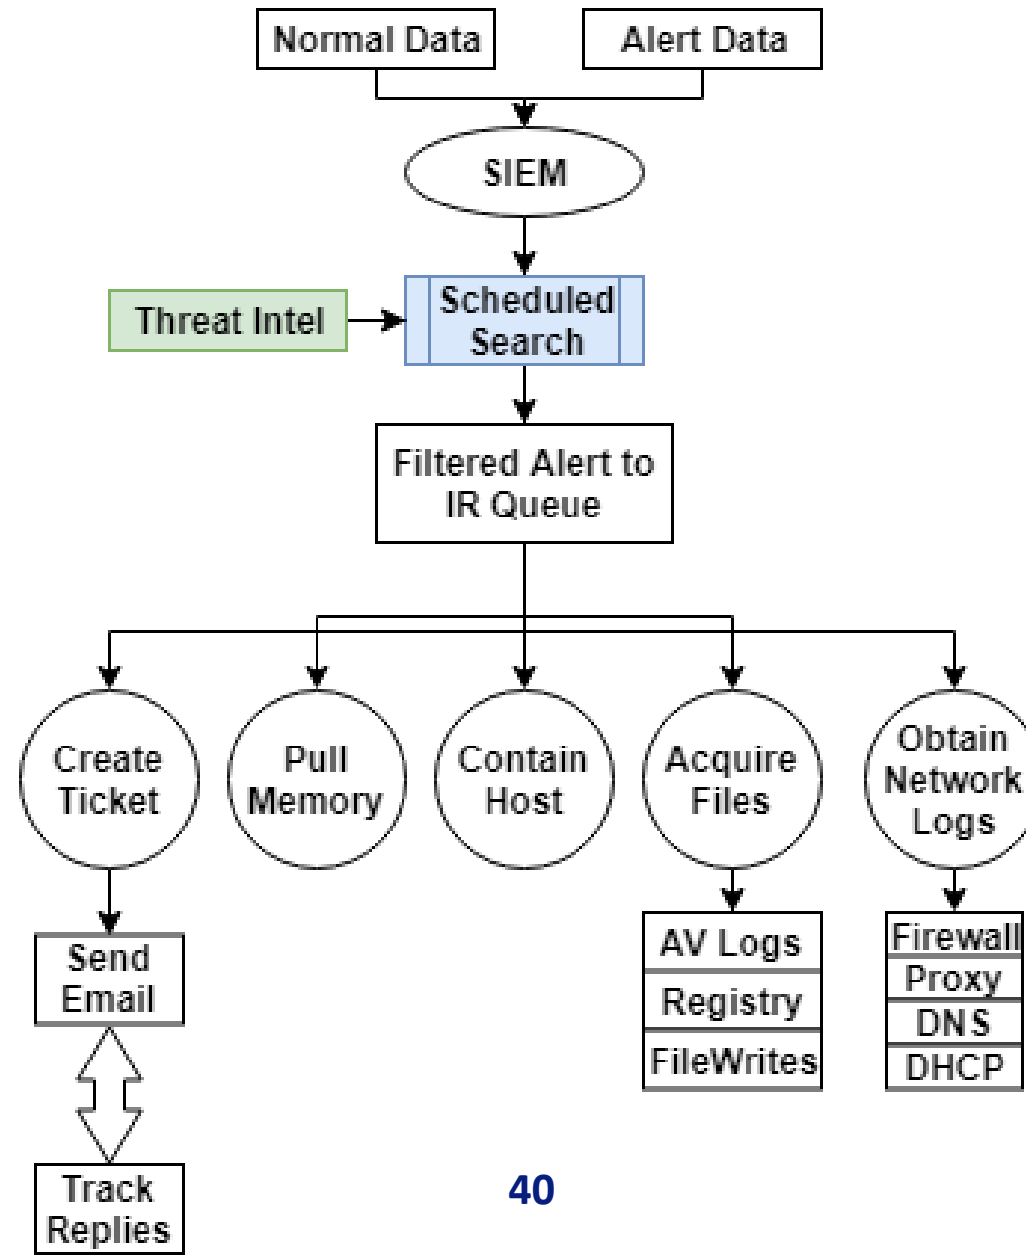 Normal Data
Alert Data
SIEM
Threat Intel
Scheduled
Search
Filtered Alert to
IR Queue
Create
Ticket
Pull
Memory
Contain
Host
Acquire
Files
Obtain
Network
Logs
Send
Email
AV Logs
Registry
FileWrites
Firewall
Proxy
DNS
DHCP
Track
Replies
40